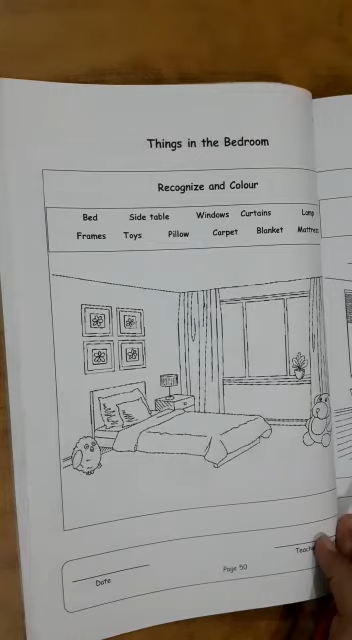 Things in the Bedroom
Recognize and Colour
Bed Side table Windows Curtains Lamp
Frames Toys Pillow Carpet Blanket Mattress
Date Page 50